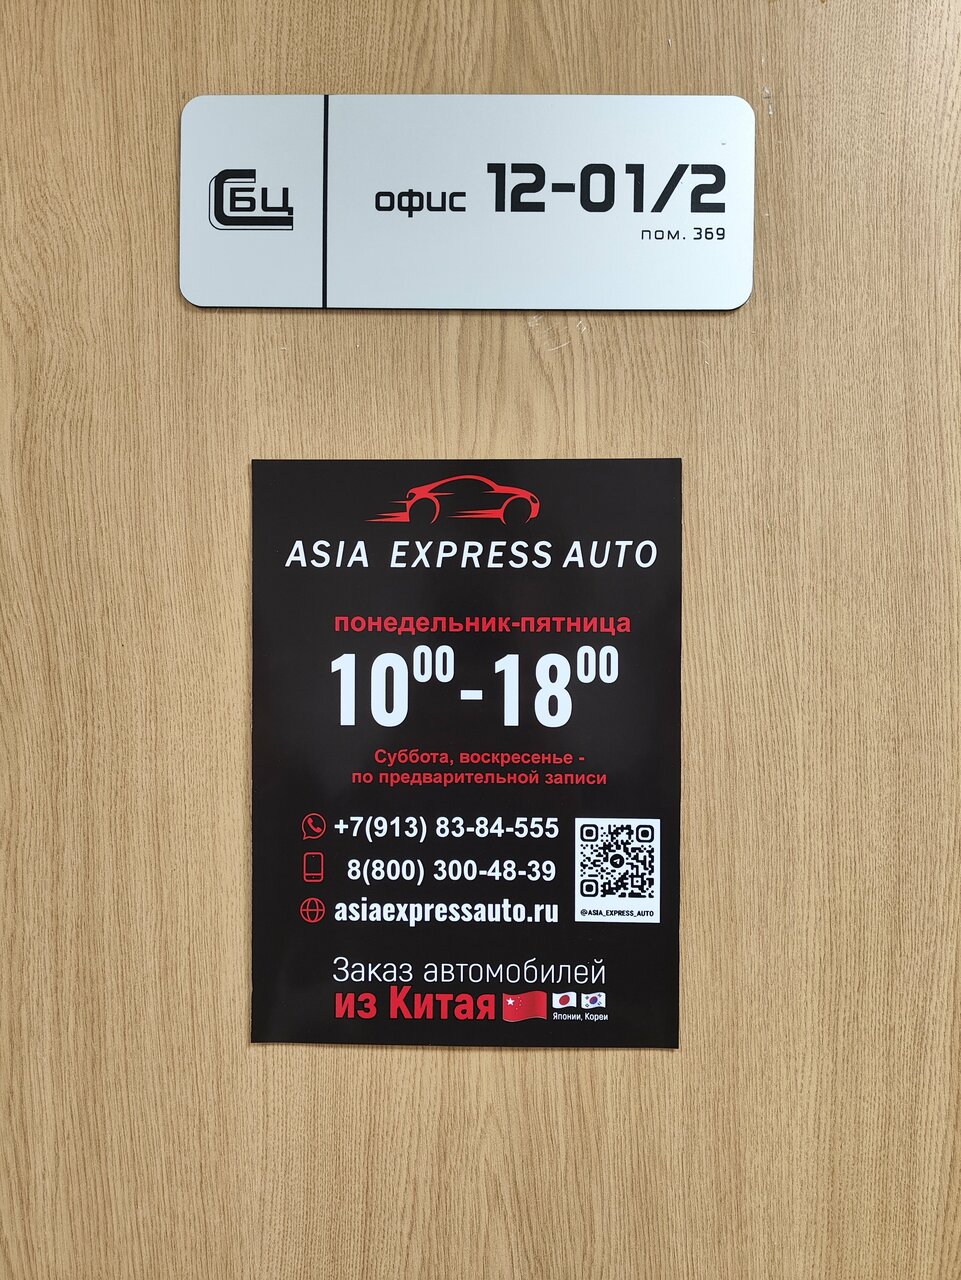 СБЦ
офис 12-01/2
пом. 369
ASIA EXPRESS AUTO
понедельник-пятница
10⁰⁰-18⁰⁰
Суббота, воскресенье -
по предварительной записи
+7(913) 83-84-555
8(800) 300-48-39
asiaexpressauto.ru
@ASIA_EXPRESS_AUTO
Заказ автомобилей
из Китая
Японии, Кореи